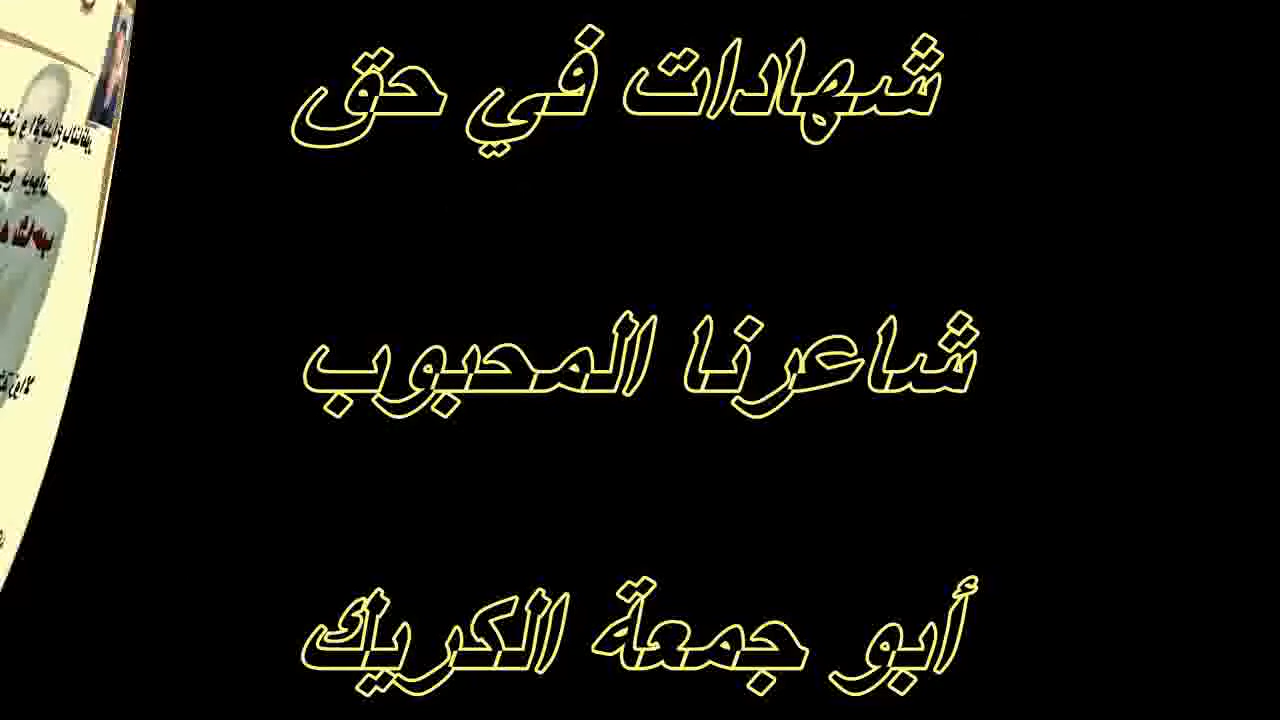 شهادات في حق
شاعرنا المحبوب
أبو جمعة الكريك